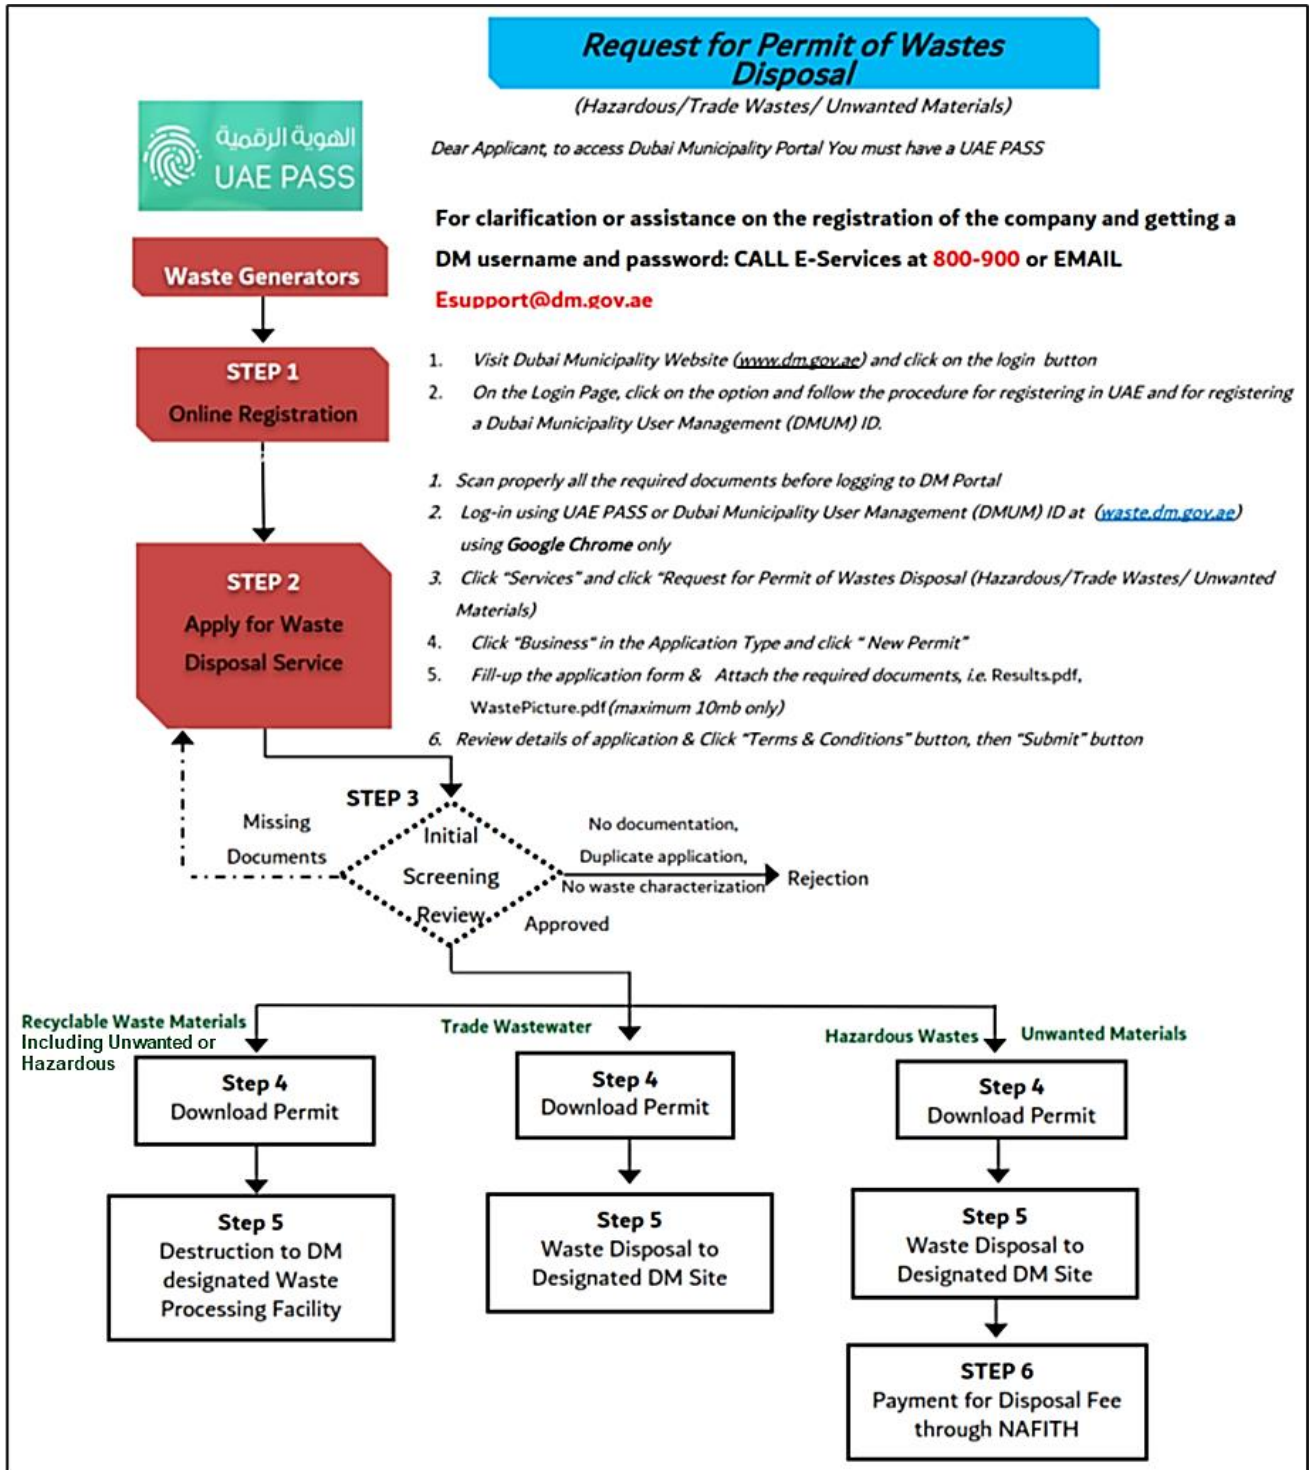 Request for Permit of Wastes
Disposal
(Hazardous/Trade Wastes/ Unwanted Materials)
الهوية الرقمية
UAE PASS
Dear Applicant, to access Dubai Municipality Portal You must have a UAE PASS
For clarification or assistance on the registration of the company and getting a
DM username and password: CALL E-Services at 800-900 or EMAIL
Esupport@dm.gov.ae
Waste Generators
STEP 1
Online Registration
1. Visit Dubai Municipality Website (www.dm.gov.ae) and click on the login button
2. On the Login Page, click on the option and follow the procedure for registering in UAE and for registering
a Dubai Municipality User Management (DMUM) ID.
STEP 2
Apply for Waste
Disposal Service
1. Scan properly all the required documents before logging to DM Portal
2. Log-in using UAE PASS or Dubai Municipality User Management (DMUM) ID at (waste.dm.gov.ae)
using Google Chrome only
3. Click "Services" and click "Request for Permit of Wastes Disposal (Hazardous/Trade Wastes/ Unwanted
Materials)
4. Click "Business" in the Application Type and click " New Permit"
5. Fill-up the application form & Attach the required documents, i.e. Results.pdf,
WastePicture.pdf (maximum 10mb only)
6. Review details of application & Click "Terms & Conditions" button, then "Submit" button
STEP 3
Initial
Screening
Review
Missing
Documents
No documentation,
Duplicate application,
No waste characterization
Rejection
Approved
Recyclable Waste Materials
Including Unwanted or
Hazardous
Trade Wastewater
Hazardous Wastes
Unwanted Materials
Step 4
Download Permit
Step 4
Download Permit
Step 4
Download Permit
Step 5
Destruction to DM
designated Waste
Processing Facility
Step 5
Waste Disposal to
Designated DM Site
Step 5
Waste Disposal to
Designated DM Site
STEP 6
Payment for Disposal Fee
through NAFITH